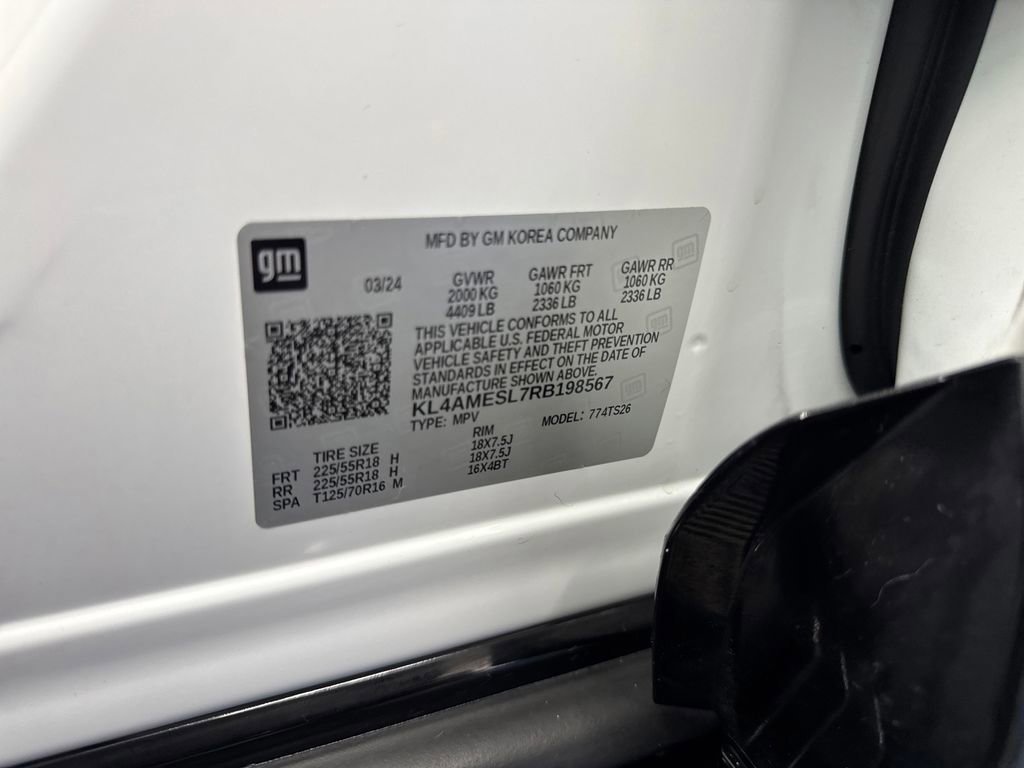 gm
MFD BY GM KOREA COMPANY
03/24
GVWR
2000 KG
4409 LB
GAWR FRT
1060 KG
2336 LB
GAWR RR
1060 KG
2336 LB
THIS VEHICLE CONFORMS TO ALL
APPLICABLE U.S. FEDERAL MOTOR
VEHICLE SAFETY AND THEFT PREVENTION
STANDARDS IN EFFECT ON THE DATE OF
MANUFACTURE SHOWN ABOVE.
KL4AMESL7RB198567
TYPE: MPV MODEL: 774TS26
TIRE SIZE RIM
FRT 225/55R18 H 18X7.5J
RR 225/55R18 H 18X7.5J
SPA T125/70R16 M 16X4BT